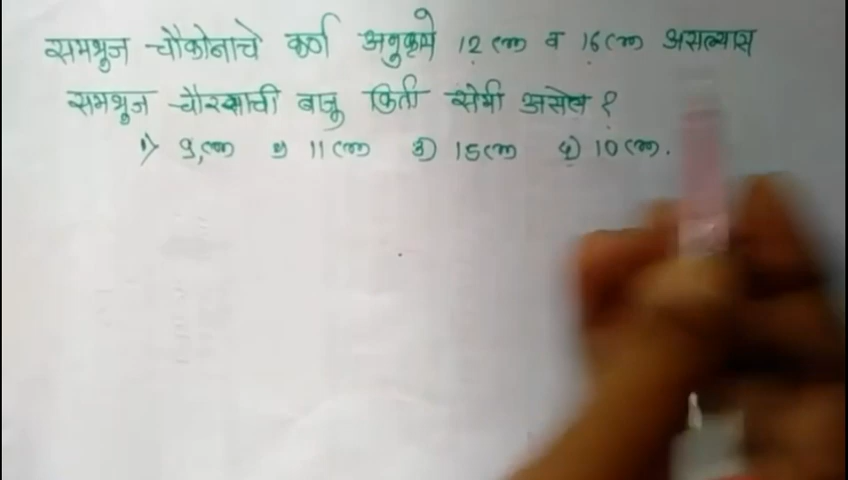 समभूज चौकोनाचे कर्ण अनुक्रमे 12 cm व 16 cm असल्यास
समभूज चौरसाची बाजू किती सेमी असेल ?
1) 9 cm 2) 11 cm 3) 15 cm 4) 10 cm.